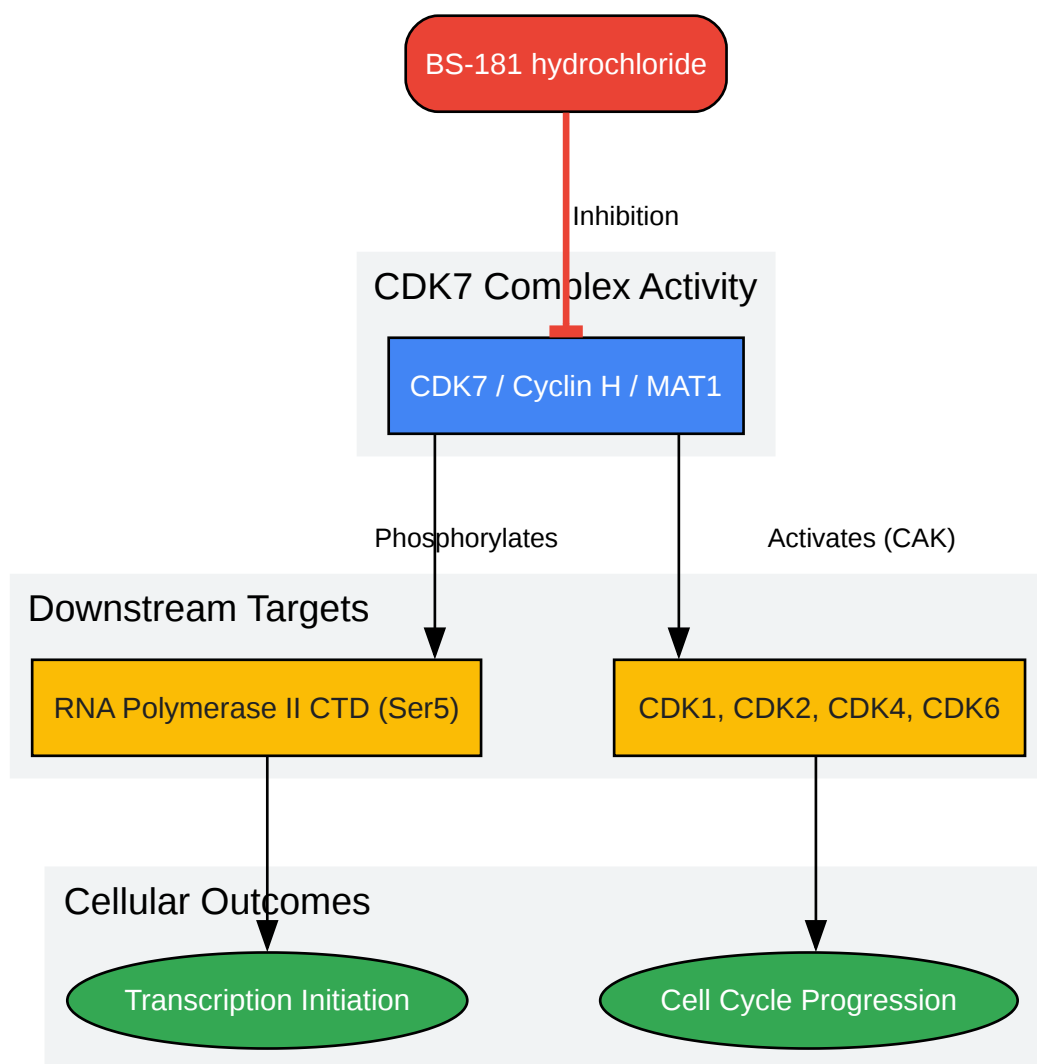 BS-181 hydrochloride
Inhibition
CDK7 Complex Activity
CDK7 / Cyclin H / MAT1
Phosphorylates
Activates (CAK)
Downstream Targets
RNA Polymerase II CTD (Ser5)
CDK1, CDK2, CDK4, CDK6
Cellular Outcomes
Transcription Initiation
Cell Cycle Progression